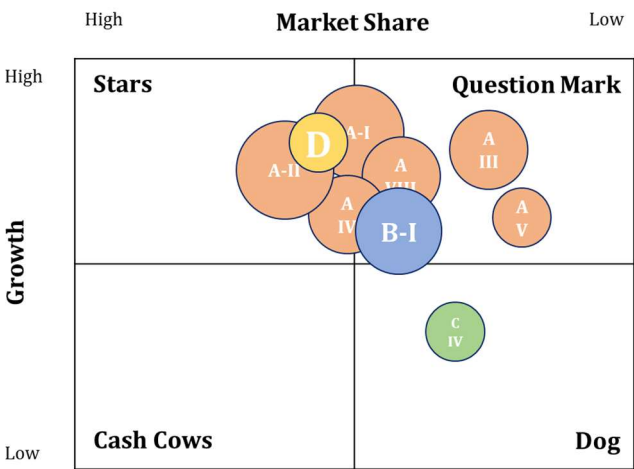 High
Market Share
Low
High
Stars
Question Mark
D
A-I
A
III
A-II
A
VIII
A
IV
A
V
B-I
Growth
C
IV
Low
Cash Cows
Dog